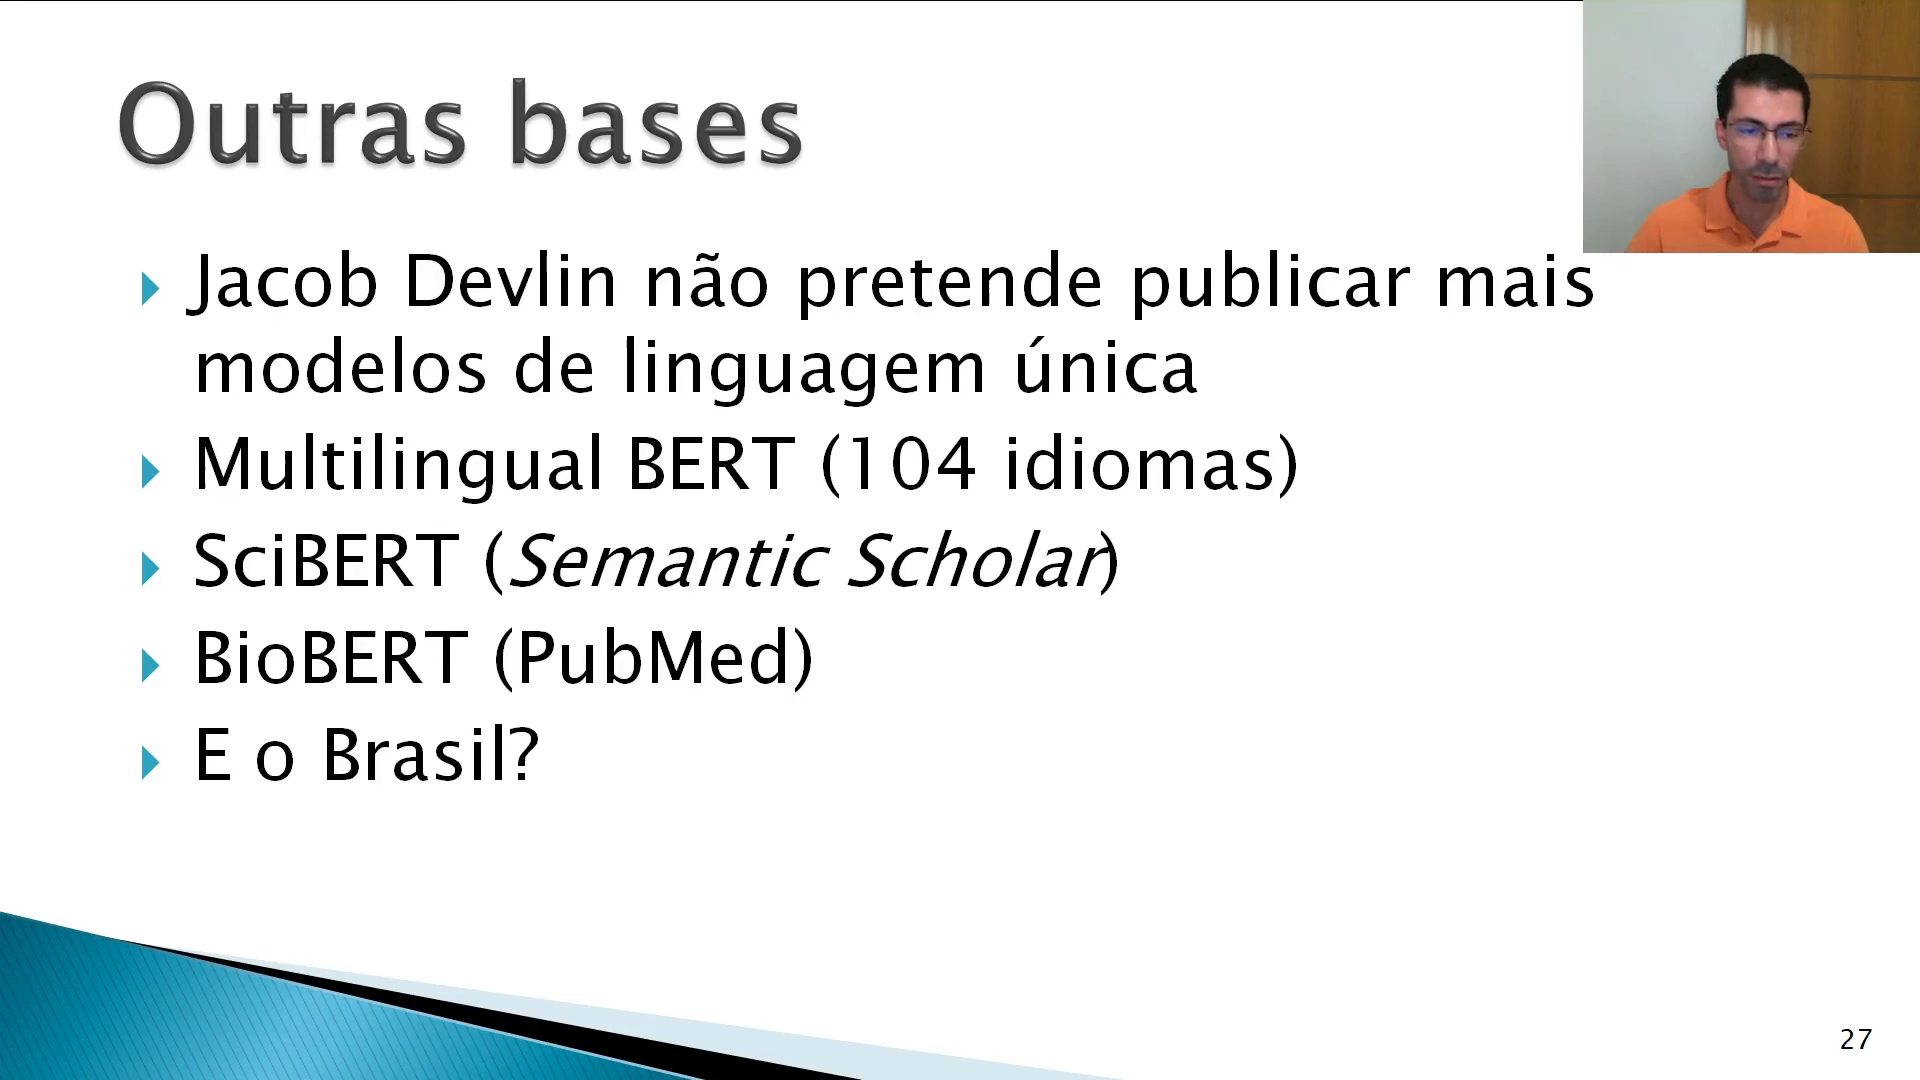 Outras bases
Jacob Devlin não pretende publicar mais
modelos de linguagem única
Multilingual BERT (104 idiomas)
SciBERT (Semantic Scholar)
BioBERT (PubMed)
E o Brasil?
27